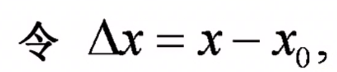 令 Δx = x − x₀,